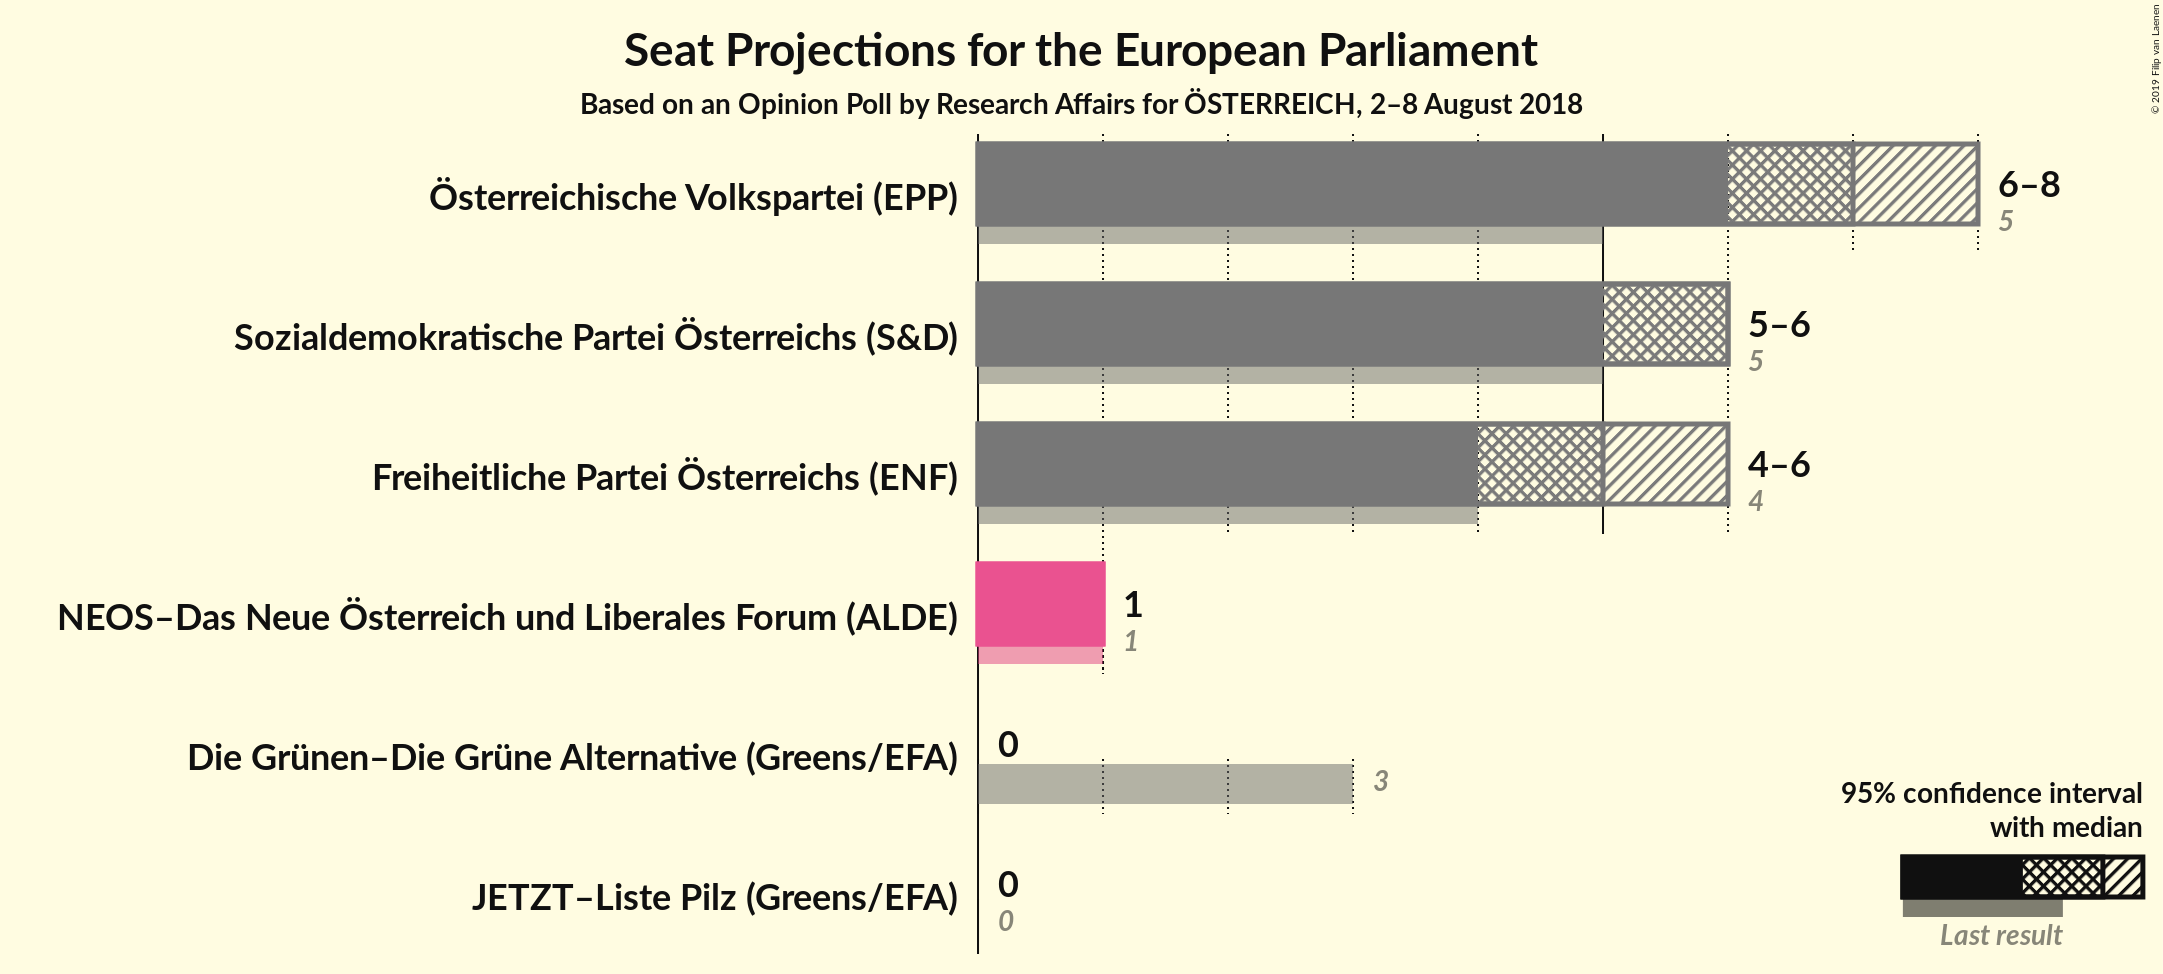 Seat Projections for the European Parliament
Based on an Opinion Poll by Research Affairs for ÖSTERREICH, 2–8 August 2018
© 2019 Filip van Laenen
Österreichische Volkspartei (EPP)
6–8
5
Sozialdemokratische Partei Österreichs (S&D)
5–6
5
Freiheitliche Partei Österreichs (ENF)
4–6
4
NEOS–Das Neue Österreich und Liberales Forum (ALDE)
1
1
Die Grünen–Die Grüne Alternative (Greens/EFA)
0
3
JETZT–Liste Pilz (Greens/EFA)
0
0
95% confidence interval
with median
Last result